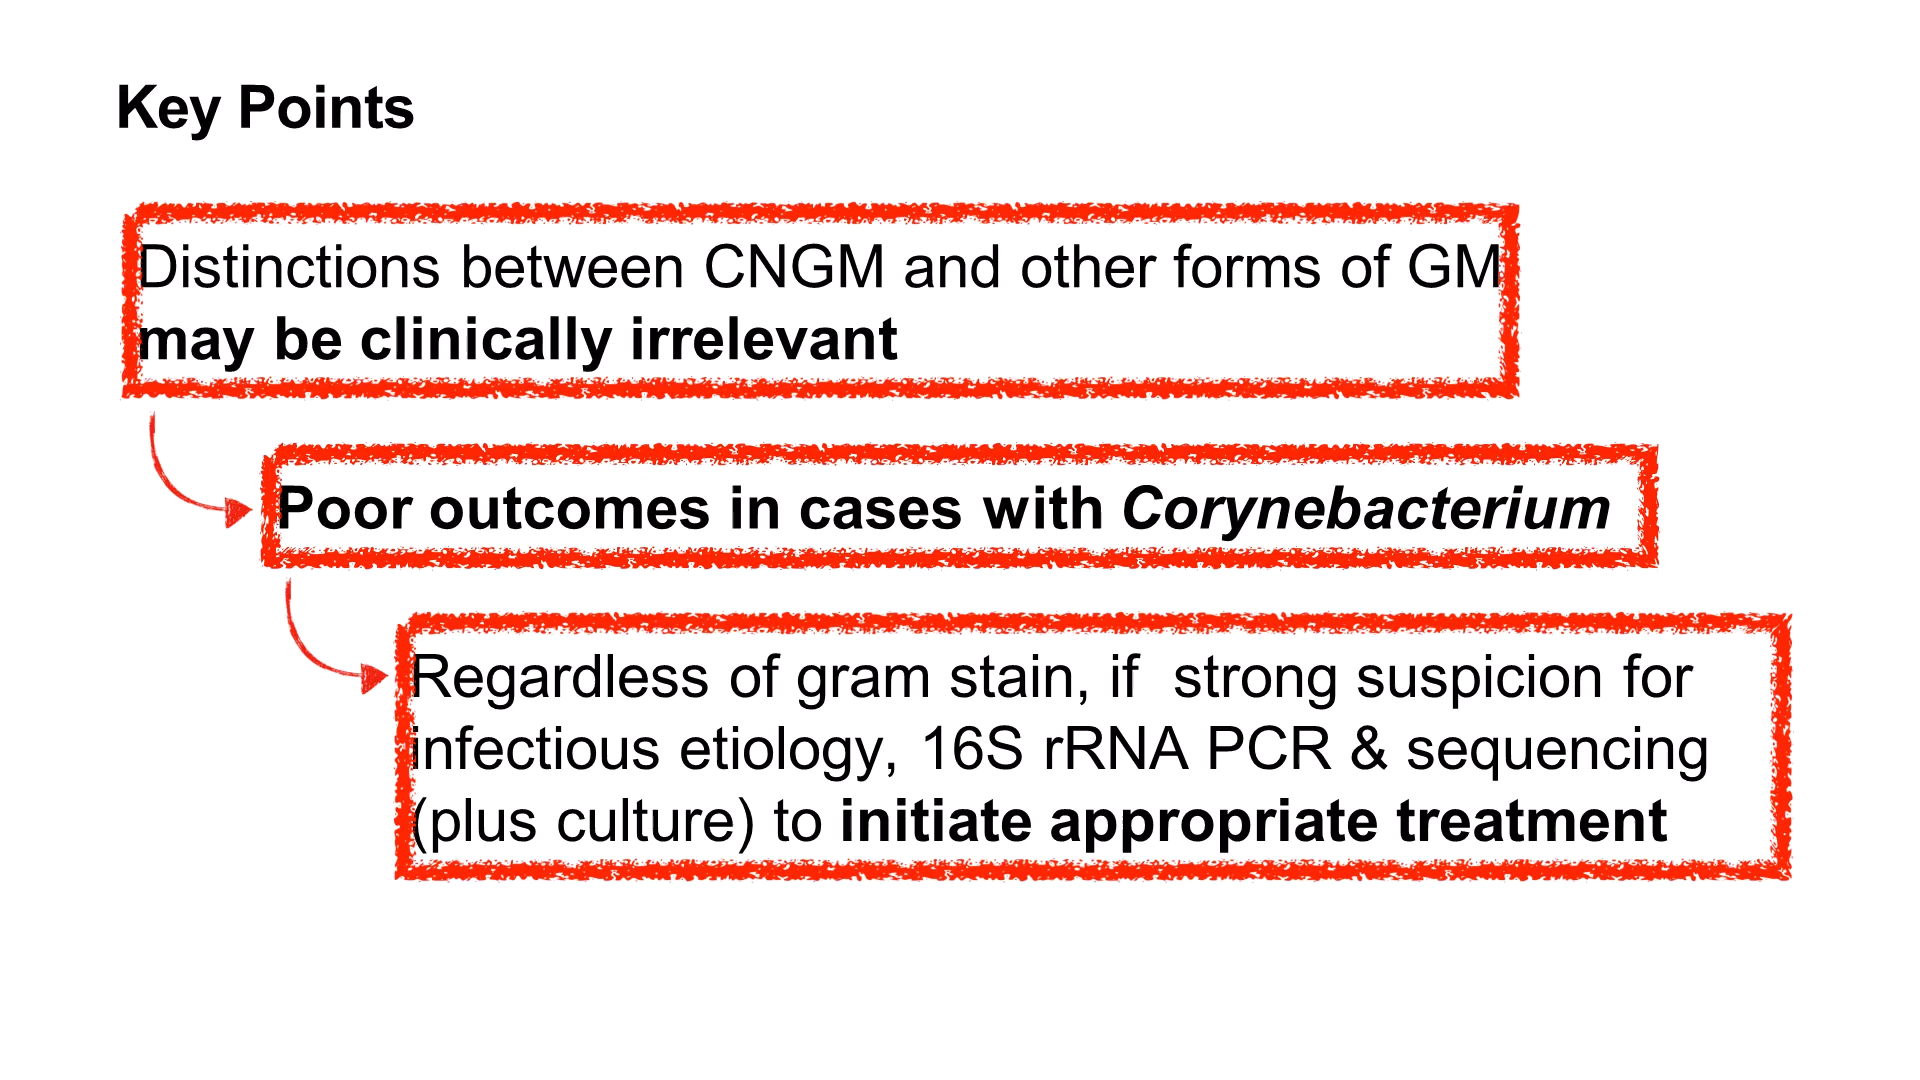 Key Points
Distinctions between CNGM and other forms of GM
may be clinically irrelevant
Poor outcomes in cases with Corynebacterium
Regardless of gram stain, if  strong suspicion for
infectious etiology, 16S rRNA PCR & sequencing
(plus culture) to initiate appropriate treatment